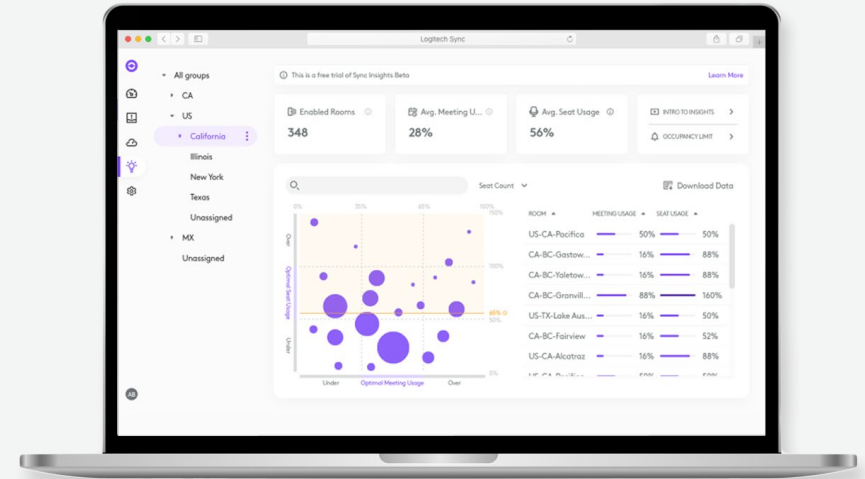 Logitech Sync
All groups
CA
US
California
Illinois
New York
Texas
Unassigned
MX
Unassigned
AB
This is a free trial of Sync Insights Beta
Learn More
Enabled Rooms
348
Avg. Meeting U...
28%
Avg. Seat Usage
56%
INTRO TO INSIGHTS
OCCUPANCY LIMIT
Seat Count
Download Data
0% 35% 65% 100%
150%
100%
50%
0%
Over
Optimal Seat Usage
Under
Under Optimal Meeting Usage Over
ROOM MEETING USAGE SEAT USAGE
US-CA-Pacifica 50% 50%
CA-BC-Gastow... 16% 88%
CA-BC-Yaletow... 16% 88%
CA-BC-Granvill... 88% 160%
US-TX-Lake Aus... 16% 50%
CA-BC-Fairview 16% 52%
US-CA-Alcatraz 16% 88%